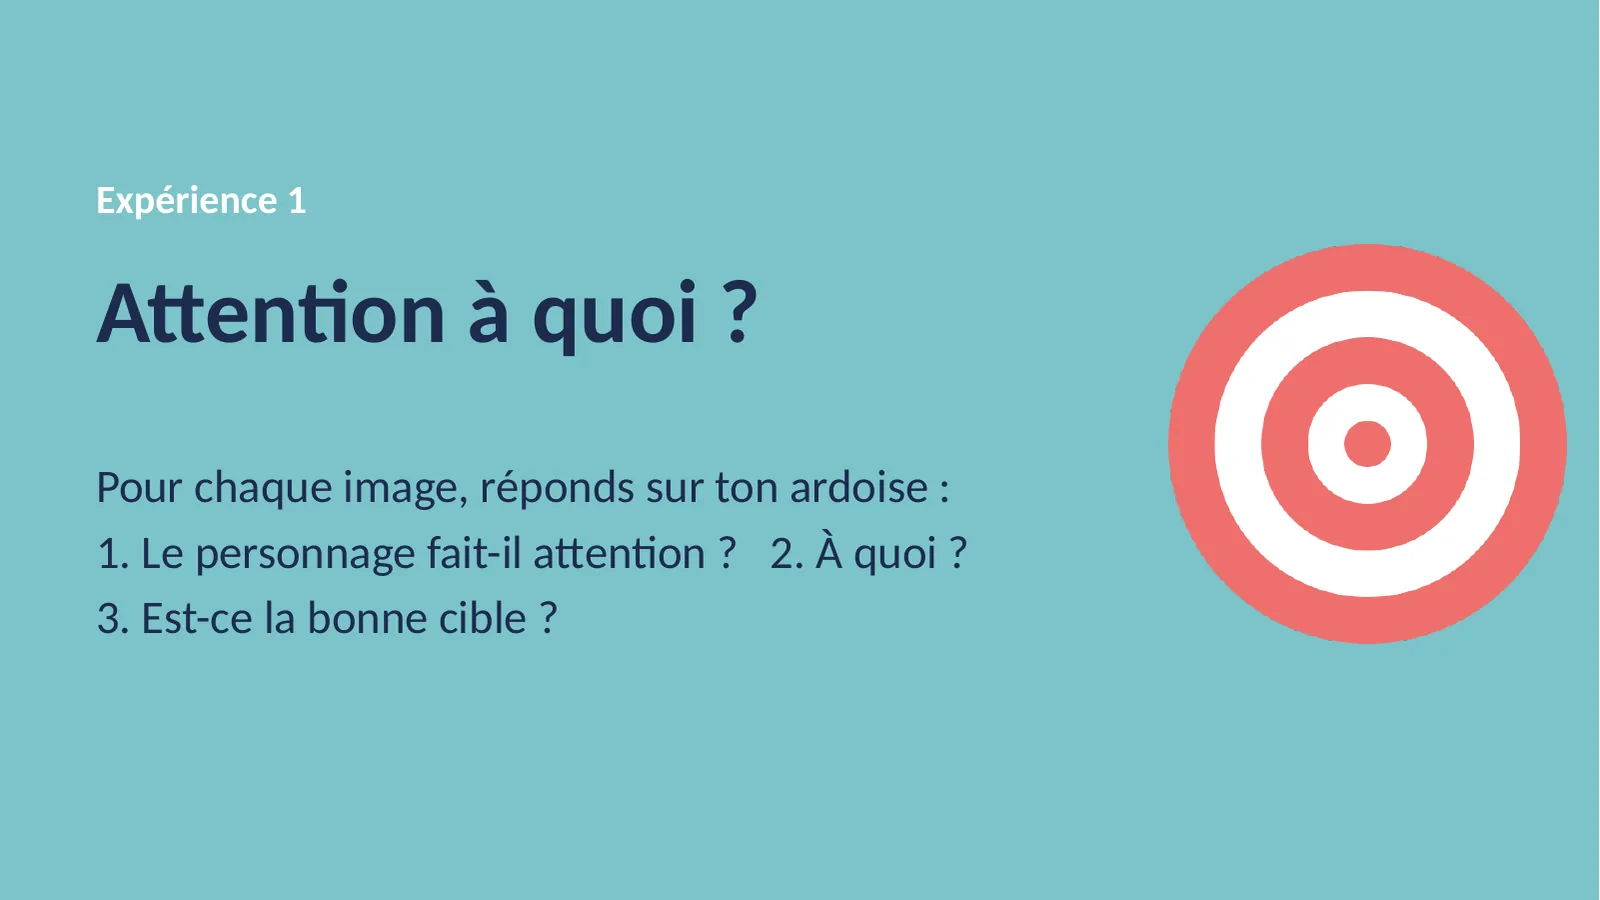 Expérience 1
Attention à quoi ?
Pour chaque image, réponds sur ton ardoise :
1. Le personnage fait-il attention ?   2. À quoi ?
3. Est-ce la bonne cible ?